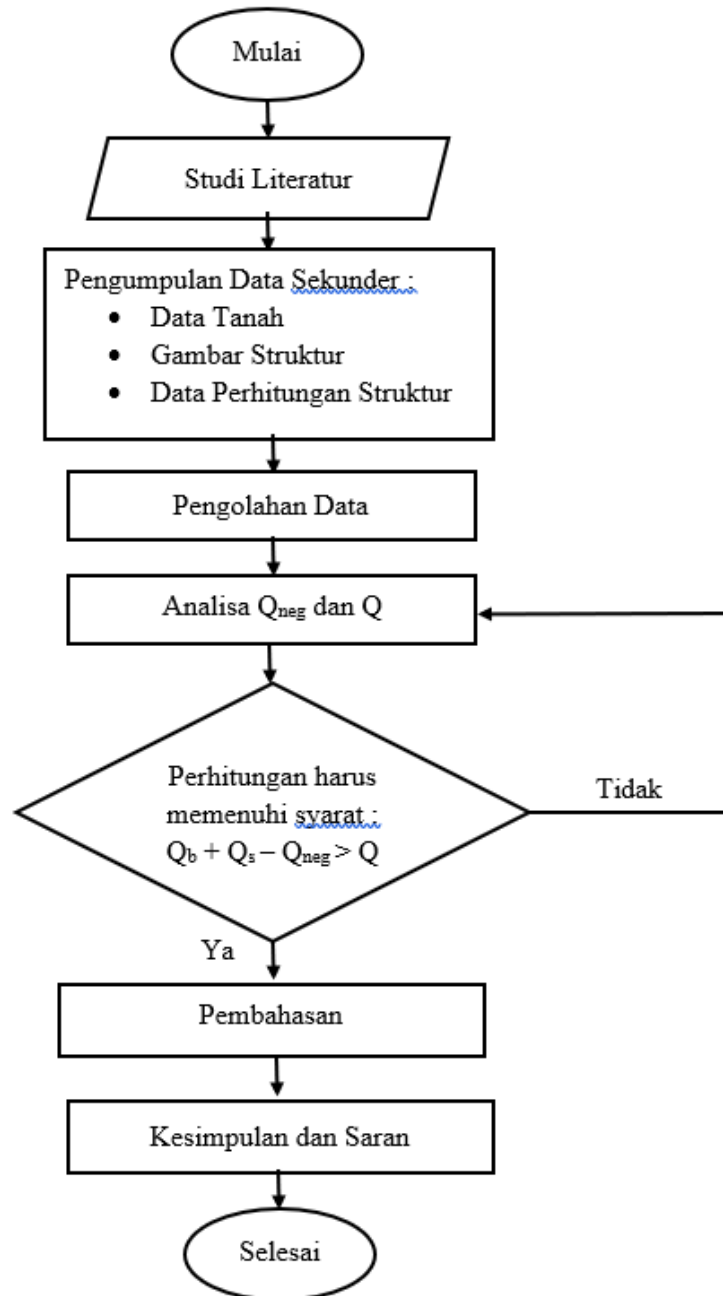 Mulai
Studi Literatur
Pengumpulan Data Sekunder :
• Data Tanah
• Gambar Struktur
• Data Perhitungan Struktur
Pengolahan Data
Analisa Qneg dan Q
Perhitungan harus
memenuhi syarat :
Qb + Qs – Qneg > Q
Tidak
Ya
Pembahasan
Kesimpulan dan Saran
Selesai